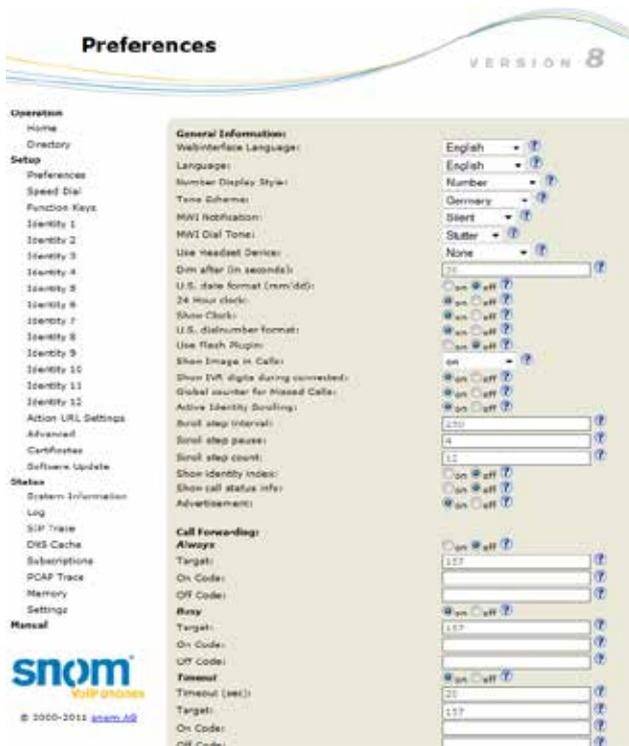 Preferences
VERSION 8
Operation
Home
Directory
Setup
Preferences
Speed Dial
Function Keys
Identity 1
Identity 2
Identity 3
Identity 4
Identity 5
Identity 6
Identity 7
Identity 8
Identity 9
Identity 10
Identity 11
Identity 12
Action URL Settings
Advanced
Certificates
Software Update
Status
System Information
Log
SIP Trace
DNS Cache
Subscriptions
PCAP Trace
Memory
Settings
Manual
snom
VoIP phones
© 2000-2011 snom AG
General Information:
Webinterface Language: English ?
Language: English ?
Number Display Style: Number ?
Tone Scheme: Germany ?
MWI Notification: Silent ?
MWI Dial Tone: Stutter ?
Use Headset Device: None ?
Dim after (in seconds): 20 ?
U.S. date format (mm/dd): on off ?
24 Hour clock: on off ?
Show Clock: on off ?
U.S. dialnumber format: on off ?
Use Flash Plugin: on off ?
Show Image in Calls: on ?
Show IVR digits during connected: on off ?
Global counter for Missed Calls: on off ?
Active Identity Scrolling: on off ?
Scroll step interval: 250 ?
Scroll step pause: 4 ?
Scroll step count: 12 ?
Show identity index: on off ?
Show call status info: on off ?
Advertisement: on off ?
Call Forwarding:
Always on off ?
Target: 157 ?
On Code: ?
Off Code: ?
Busy on off ?
Target: 157 ?
On Code: ?
Off Code: ?
Timeout on off ?
Timeout (sec): 20 ?
Target: 157 ?
On Code: ?
Off Code: ?